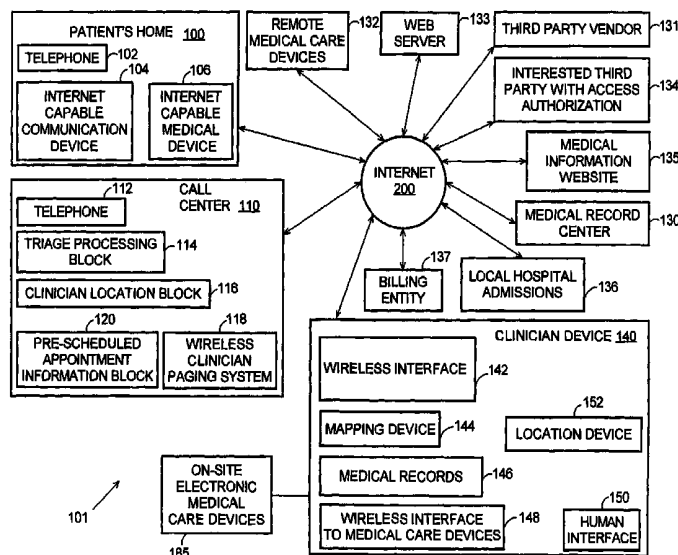 PATIENT'S HOME 100
TELEPHONE
102
104
106
INTERNET
CAPABLE
COMMUNICATION
DEVICE
INTERNET
CAPABLE
MEDICAL
DEVICE
REMOTE
MEDICAL CARE
DEVICES
132
WEB
SERVER
133
THIRD PARTY VENDOR
131
INTERESTED THIRD
PARTY WITH ACCESS
AUTHORIZATION
134
MEDICAL
INFORMATION
WEBSITE
135
MEDICAL RECORD
CENTER
130
INTERNET
200
LOCAL HOSPITAL
ADMISSIONS
136
137
BILLING
ENTITY
112
CALL
CENTER 110
TELEPHONE
TRIAGE PROCESSING
BLOCK
114
CLINICIAN LOCATION BLOCK
116
120
118
PRE-SCHEDULED
APPOINTMENT
INFORMATION BLOCK
WIRELESS
CLINICIAN
PAGING SYSTEM
CLINICIAN DEVICE 140
WIRELESS INTERFACE
142
152
MAPPING DEVICE
144
LOCATION DEVICE
MEDICAL RECORDS
146
WIRELESS INTERFACE
TO MEDICAL CARE DEVICES
148
150
HUMAN
INTERFACE
ON-SITE
ELECTRONIC
MEDICAL
CARE DEVICES
185
101